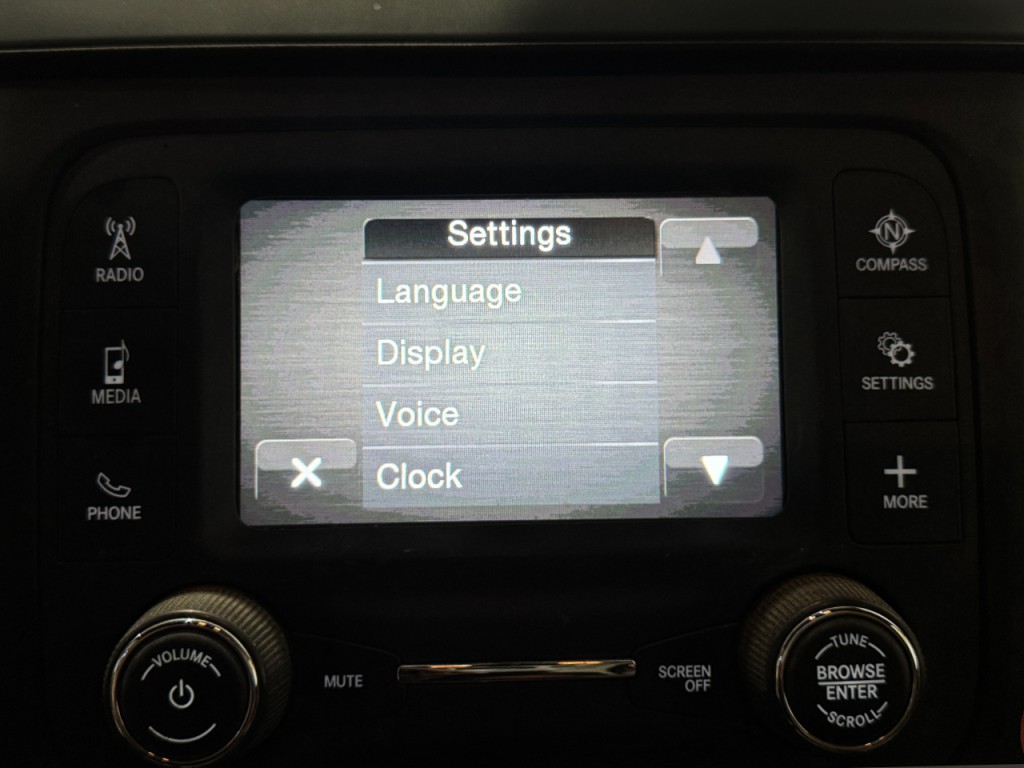 RADIO
MEDIA
PHONE
Settings
Language
Display
Voice
Clock
N
COMPASS
SETTINGS
MORE
VOLUME
MUTE
SCREEN
OFF
TUNE
BROWSE
ENTER
SCROLL